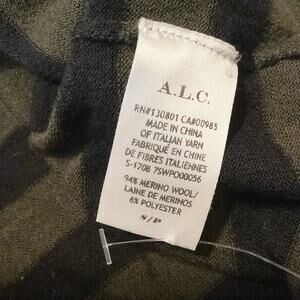 A.L.C.
RN#130801 CA#00985
MADE IN CHINA
OF ITALIAN YARN
FABRIQUÉ EN CHINE
DE FIBRES ITALIENNES
S-1708 7SWPO00056
94% MERINO WOOL/
LAINE DE MERINOS
6% POLYESTER
S/P